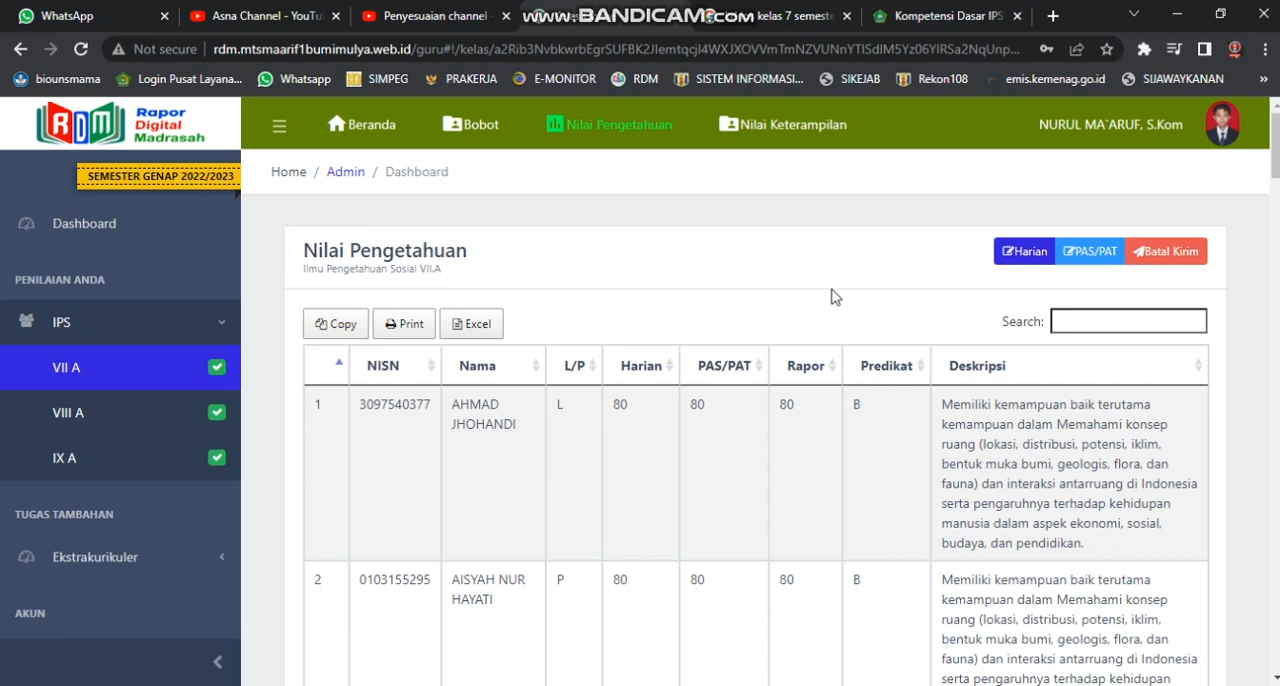 WhatsApp
Asna Channel - YouTu
Penyesuaian channel -
www.BANDICAM.com
kelas 7 semeste
Kompetensi Dasar IPS
Not secure
rdm.mtsmaarif1bumimulya.web.id/guru#!/kelas/
biounsmama
Login Pusat Layana...
Whatsapp
SIMPEG
PRAKERJA
E-MONITOR
RDM
SISTEM INFORMASI...
SIKEJAB
Rekon108
emis.kemenag.go.id
SIJAWAYKANAN
»
RDM
Rapor
Digital
Madrasah
Beranda
Bobot
Nilai Pengetahuan
Nilai Keterampilan
NURUL MA`ARUF, S.Kom
SEMESTER GENAP 2022/2023
Home / Admin / Dashboard
Dashboard
PENILAIAN ANDA
IPS
VII A
VIII A
IX A
TUGAS TAMBAHAN
Ekstrakurikuler
AKUN
Nilai Pengetahuan
Ilmu Pengetahuan Sosial VII.A
Harian
PAS/PAT
Batal Kirim
Copy
Print
Excel
Search:
NISN
Nama
L/P
Harian
PAS/PAT
Rapor
Predikat
Deskripsi
1
3097540377
AHMAD
JHOHANDI
L
80
80
80
B
Memiliki kemampuan baik terutama
kemampuan dalam Memahami konsep
ruang (lokasi, distribusi, potensi, iklim,
bentuk muka bumi, geologis, flora, dan
fauna) dan interaksi antarruang di Indonesia
serta pengaruhnya terhadap kehidupan
manusia dalam aspek ekonomi, sosial,
budaya, dan pendidikan.
2
0103155295
AISYAH NUR
HAYATI
P
80
80
80
B
Memiliki kemampuan baik terutama
kemampuan dalam Memahami konsep
ruang (lokasi, distribusi, potensi, iklim,
bentuk muka bumi, geologis, flora, dan
fauna) dan interaksi antarruang di Indonesia
serta pengaruhnya terhadap kehidupan